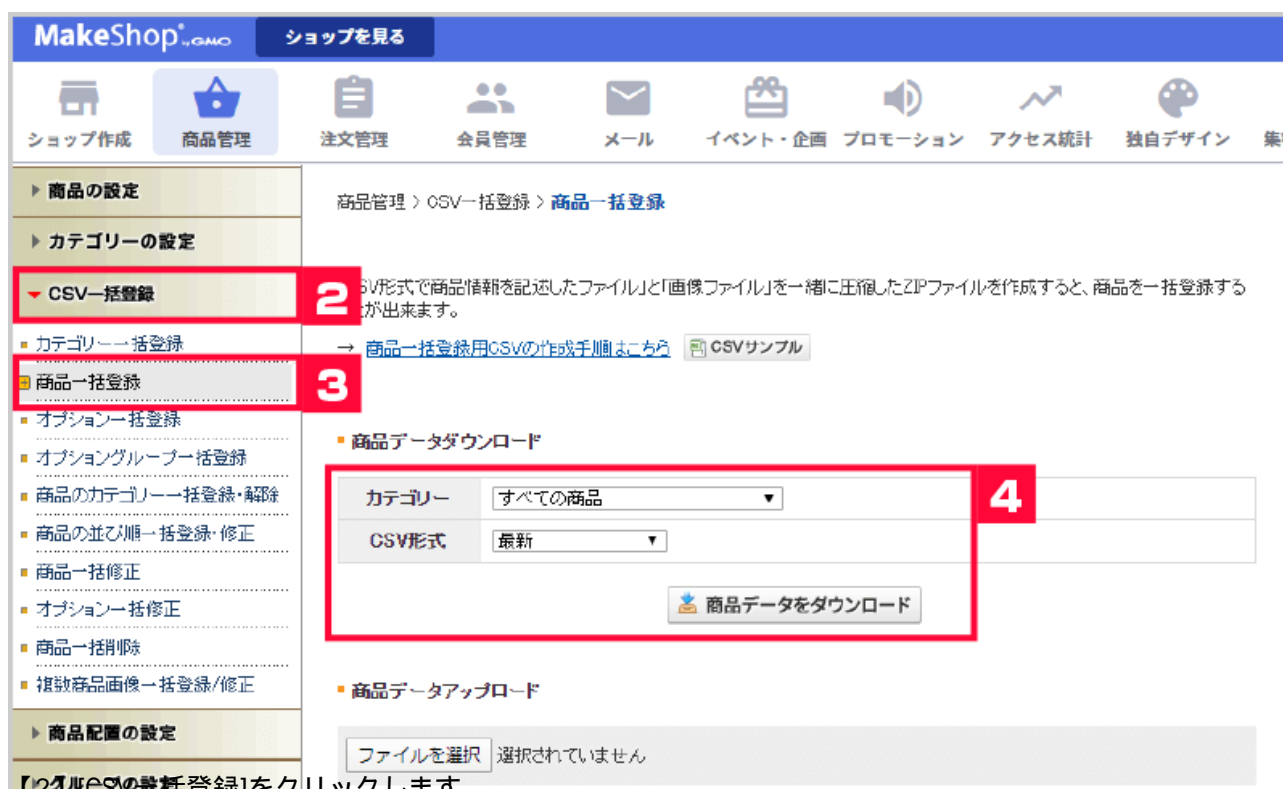 MakeShop® by GMO ショップを見る
ショップ作成 商品管理 注文管理 会員管理 メール イベント・企画 プロモーション アクセス統計 独自デザイン
商品の設定
カテゴリーの設定
CSV一括登録
2
カテゴリー一括登録
商品一括登録
3
オプション一括登録
オプショングループ一括登録
商品のカテゴリー一括登録・解除
商品の並び順一括登録・修正
商品一括修正
オプション一括修正
商品一括削除
複数商品画像一括登録/修正
商品配置の設定
商品管理 > CSV一括登録 > 商品一括登録
SV形式で商品情報を記述したファイル」と「画像ファイル」を一緒に圧縮したZIPファイルを作成すると、商品を一括登録する
が出来ます。
→ 商品一括登録用CSVの作成手順はこちら CSVサンプル
商品データダウンロード
4
カテゴリー すべての商品
CSV形式 最新
商品データをダウンロード
商品データアップロード
ファイルを選択 選択されていません
括登録]をクリックします